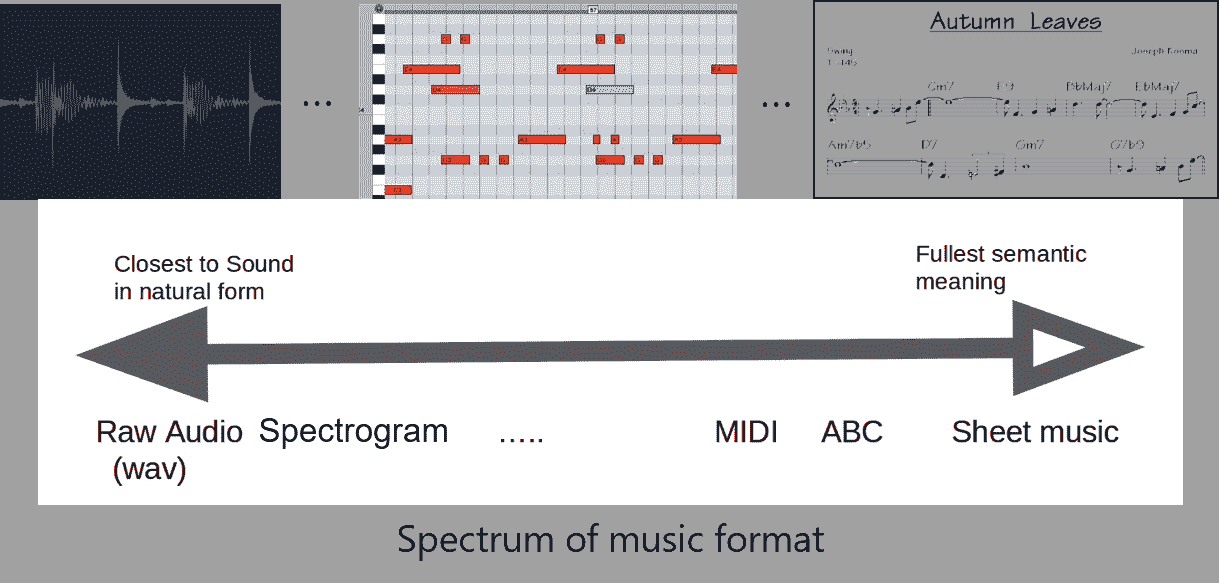 57
Autumn Leaves
Swing
Joseph Kosma
Cm7 F9 BbMaj7 EbMaj7
Am7b5 D7 Gm7 G7b9
Closest to Sound
in natural form
Fullest semantic
meaning
Raw Audio
(wav)
Spectrogram
.....
MIDI
ABC
Sheet music
Spectrum of music format